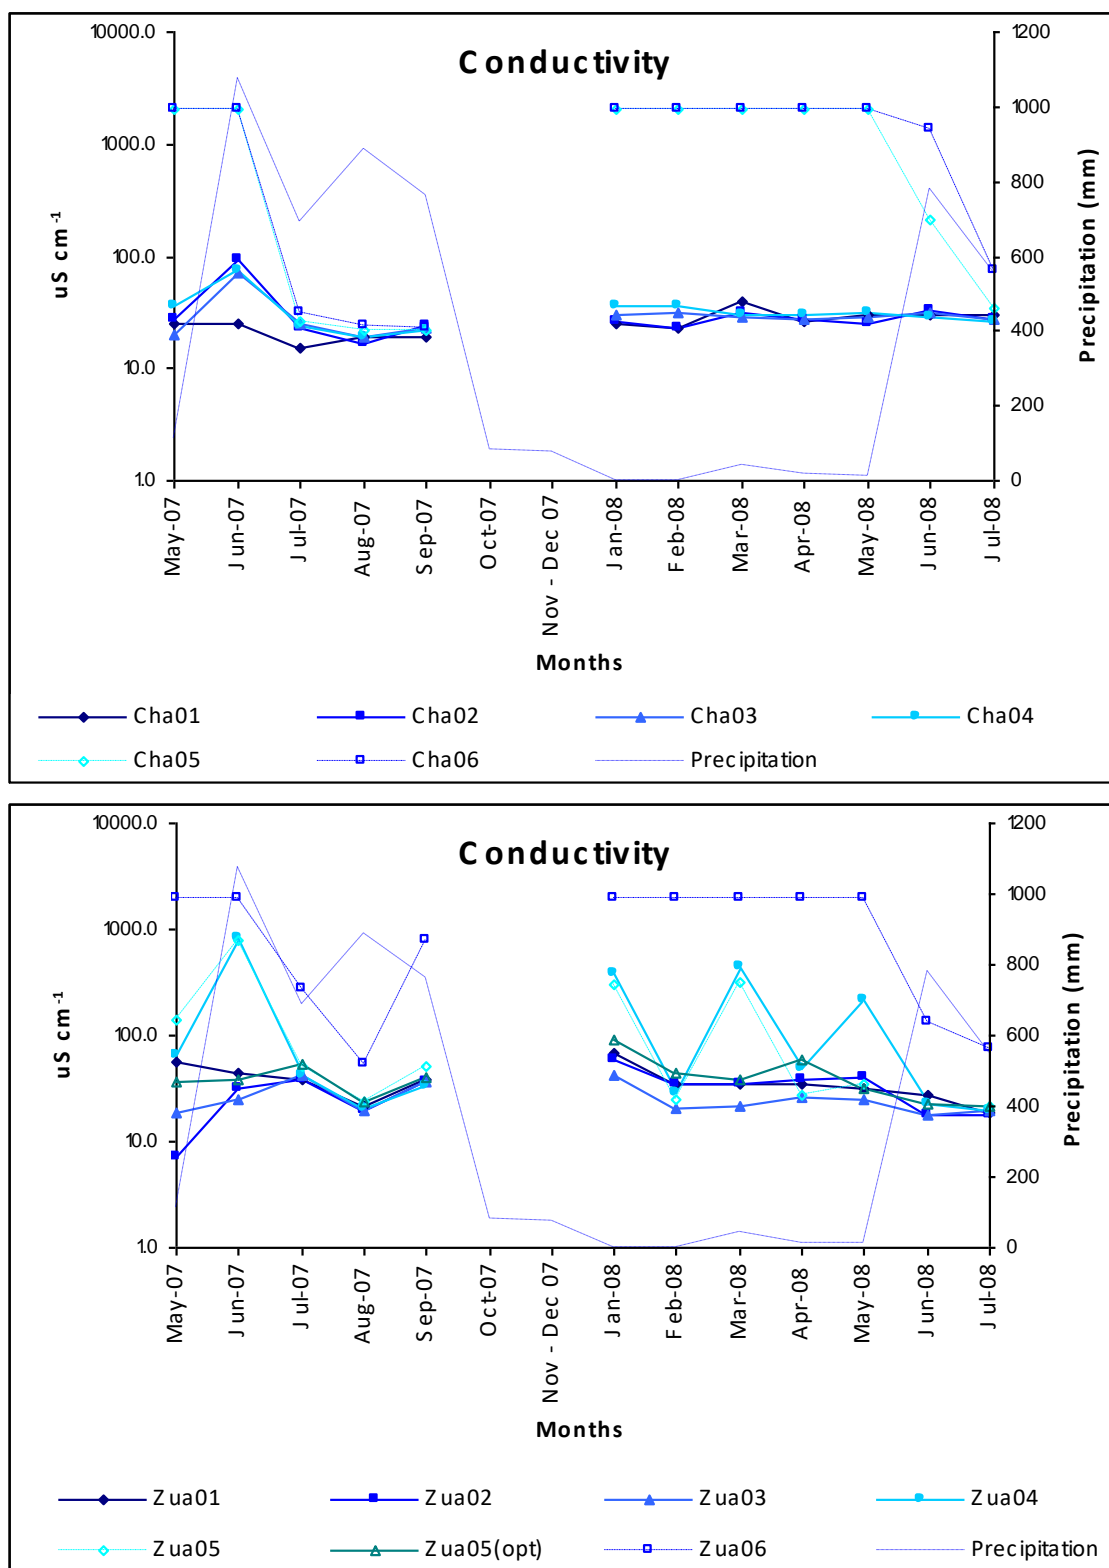 Conductivity
10000.0
1000.0
100.0
10.0
1.0
uS cm-1
1200
1000
800
600
400
200
0
Precipitation (mm)
May-07
Jun-07
Jul-07
Aug-07
Sep-07
Oct-07
Nov - Dec 07
Jan-08
Feb-08
Mar-08
Apr-08
May-08
Jun-08
Jul-08
Months
Cha01 Cha02 Cha03 Cha04
Cha05 Cha06 Precipitation
Conductivity
10000.0
1000.0
100.0
10.0
1.0
uS cm-1
1200
1000
800
600
400
200
0
Precipitation (mm)
May-07
Jun-07
Jul-07
Aug-07
Sep-07
Oct-07
Nov - Dec 07
Jan-08
Feb-08
Mar-08
Apr-08
May-08
Jun-08
Jul-08
Months
Zua01 Zua02 Zua03 Zua04
Zua05 Zua05(opt) Zua06 Precipitation